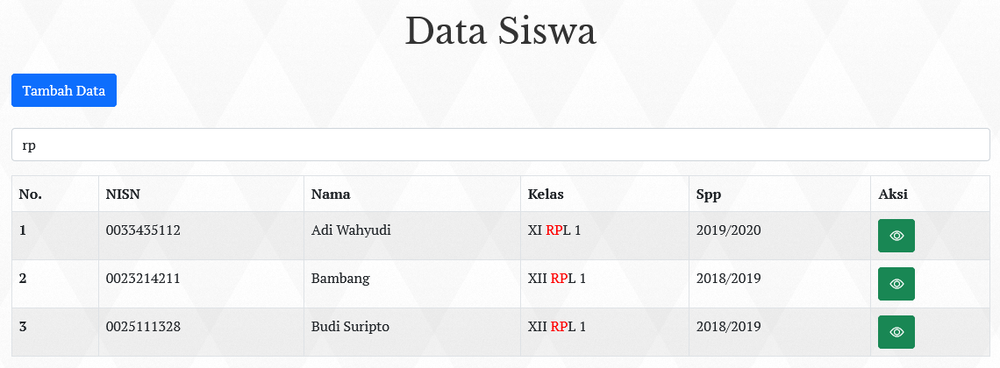 Data Siswa
Tambah Data
rp
No. NISN Nama Kelas Spp Aksi
1 0033435112 Adi Wahyudi XI RPL 1 2019/2020
2 0023214211 Bambang XII RPL 1 2018/2019
3 0025111328 Budi Suripto XII RPL 1 2018/2019